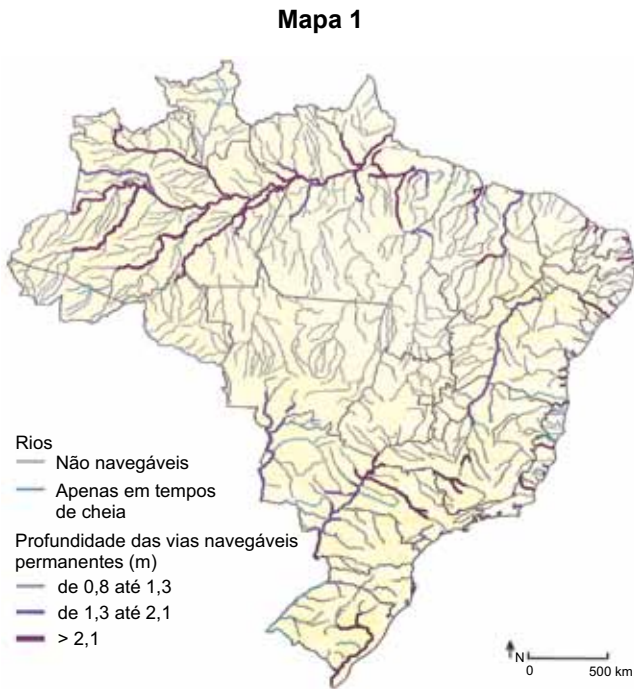 Mapa 1
Rios
Não navegáveis
Apenas em tempos
de cheia
Profundidade das vias navegáveis
permanentes (m)
de 0,8 até 1,3
de 1,3 até 2,1
> 2,1
N
0 500 km